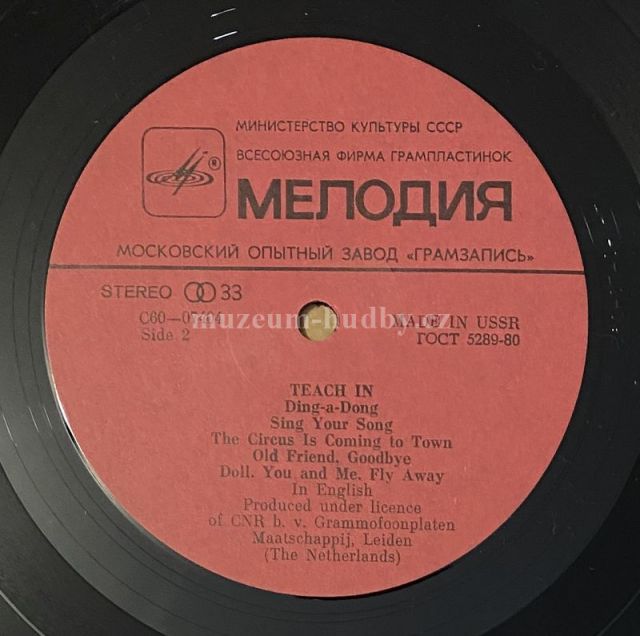 МИНИСТЕРСТВО КУЛЬТУРЫ СССР
ВСЕСОЮЗНАЯ ФИРМА ГРАМПЛАСТИНОК
®
МЕЛОДИЯ
МОСКОВСКИЙ ОПЫТНЫЙ ЗАВОД «ГРАМЗАПИСЬ»
STEREO 33
muzeum-hudby.cz
MADE IN USSR
Side 2
ГОСТ 5289-80
TEACH IN
Ding-a-Dong
Sing Your Song
The Circus Is Coming to Town
Old Friend, Goodbye
Doll. You and Me. Fly Away
In English
Produced under licence
of CNR b. v. Grammofoonplaten
Maatschappij, Leiden
(The Netherlands)